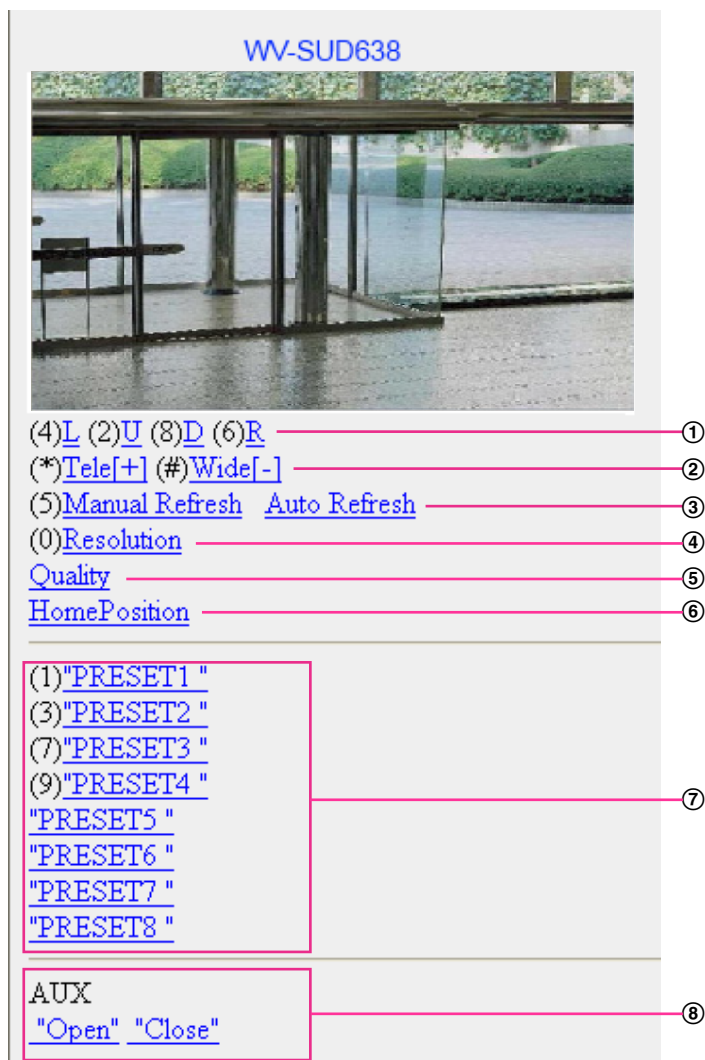 WV-SUD638
(4)L (2)U (8)D (6)R ①
(*)Tele[+] (#)Wide[-] ②
(5)Manual Refresh Auto Refresh ③
(0)Resolution ④
Quality ⑤
HomePosition ⑥
(1)"PRESET1 "
(3)"PRESET2 "
(7)"PRESET3 "
(9)"PRESET4 " ⑦
"PRESET5 "
"PRESET6 "
"PRESET7 "
"PRESET8 "
AUX
"Open" "Close" ⑧